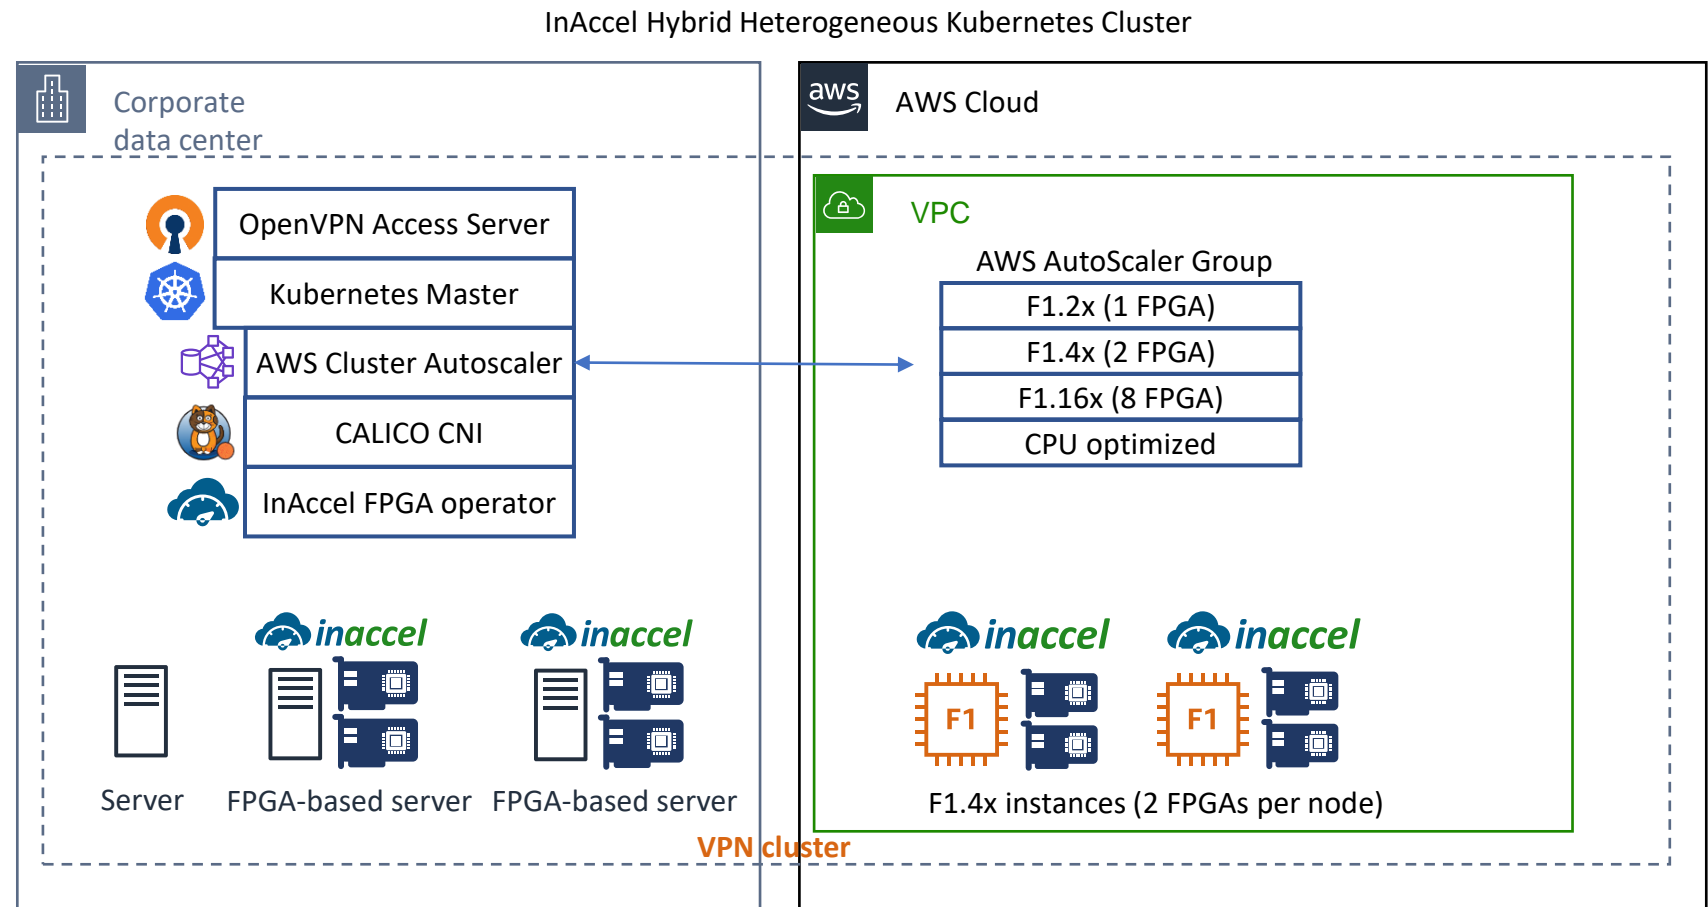 InAccel Hybrid Heterogeneous Kubernetes Cluster
Corporate
data center
OpenVPN Access Server
Kubernetes Master
AWS Cluster Autoscaler
CALICO CNI
InAccel FPGA operator
inaccel
inaccel
Server
FPGA-based server
FPGA-based server
aws
AWS Cloud
VPC
AWS AutoScaler Group
F1.2x (1 FPGA)
F1.4x (2 FPGA)
F1.16x (8 FPGA)
CPU optimized
inaccel
inaccel
F1
F1
F1.4x instances (2 FPGAs per node)
VPN cluster